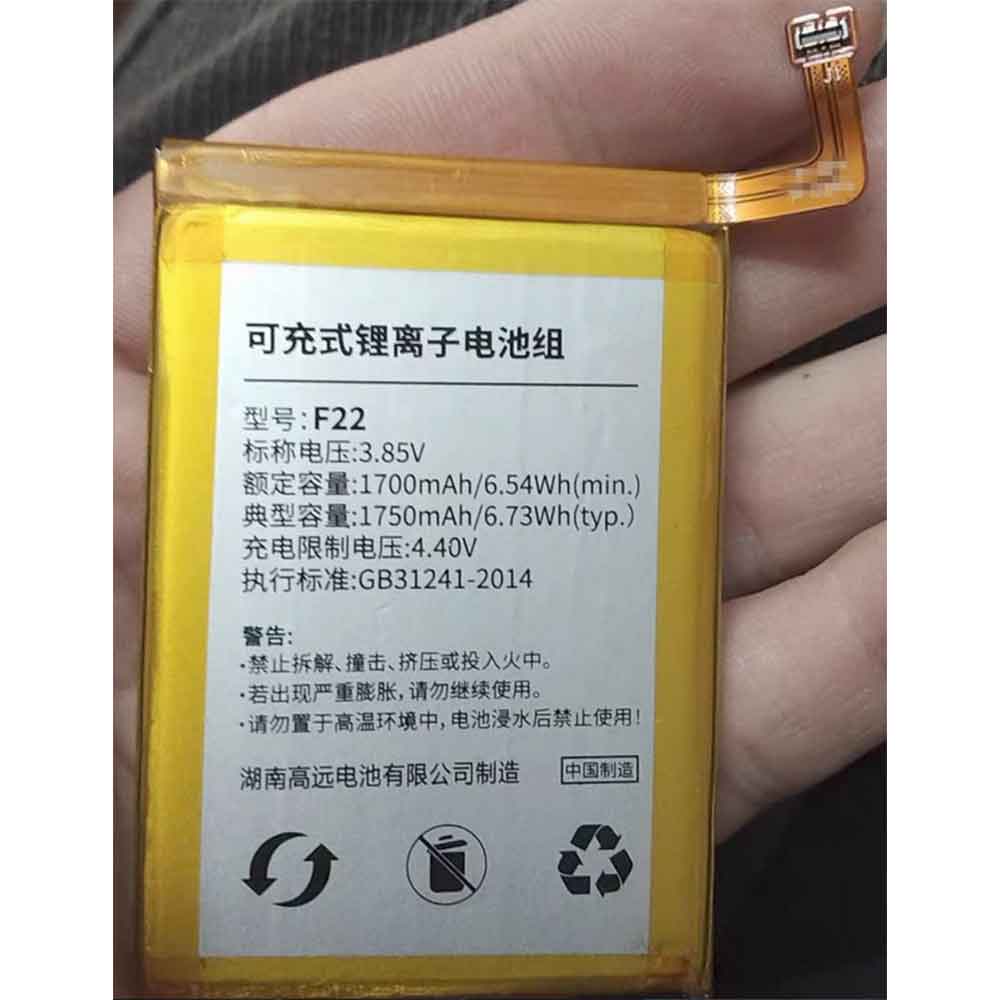 J1
可充式锂离子电池组
型号:F22
标称电压:3.85V
额定容量:1700mAh/6.54Wh(min.)
典型容量:1750mAh/6.73Wh(typ.)
充电限制电压:4.40V
执行标准:GB31241-2014
警告:
·禁止拆解、撞击、挤压或投入火中。
·若出现严重膨胀,请勿继续使用。
·请勿置于高温环境中,电池浸水后禁止使用!
湖南高远电池有限公司制造 中国制造